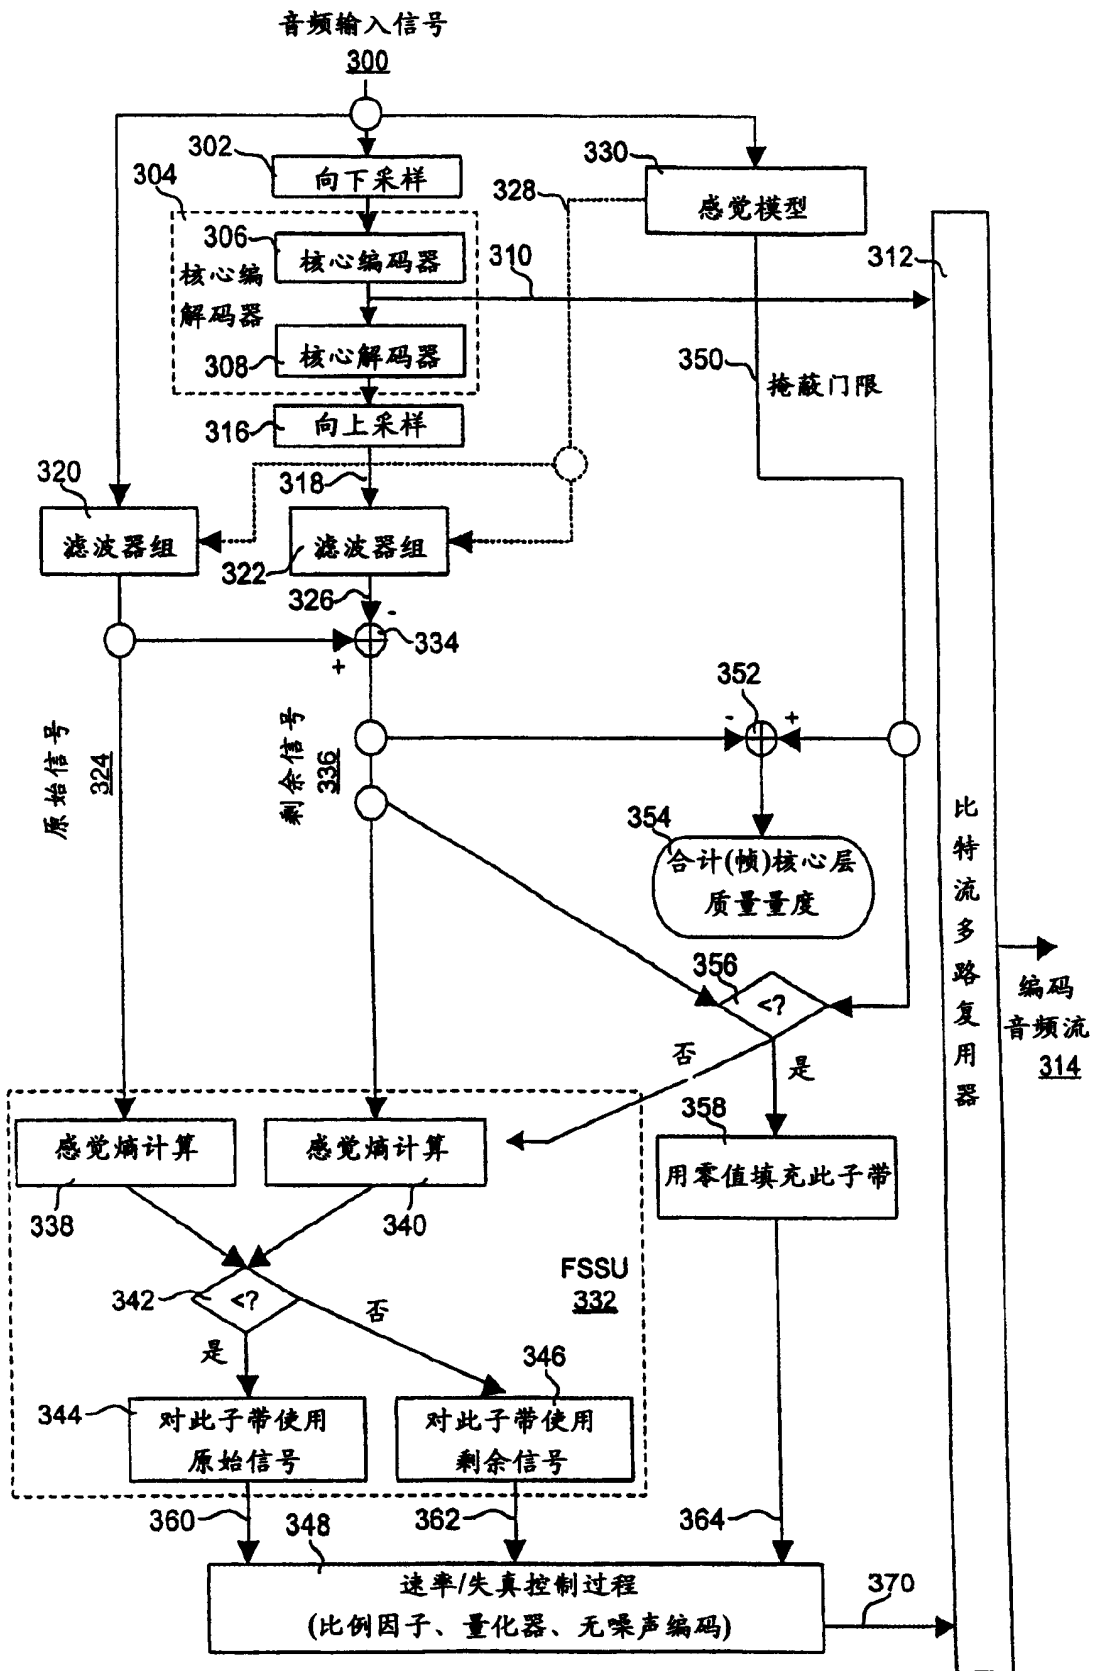 音频输入信号
300
302
向下采样
330
感觉模型
304
328
306
核心编码器
310
312
核心编
解码器
308
核心解码器
350
掩蔽门限
316
向上采样
318
320
滤波器组
322
滤波器组
326
-
334
+
352
-
+
原始信号
324
剩余信号
336
354
合计(帧)核心层
质量量度
比特流多路复用器
356
<?
否
是
编码
音频流
314
358
用零值填充此子带
感觉熵计算
338
感觉熵计算
340
342
<?
否
是
FSSU
332
344
对此子带使用
原始信号
346
对此子带使用
剩余信号
360
362
364
348
速率/失真控制过程
(比例因子、量化器、无噪声编码)
370